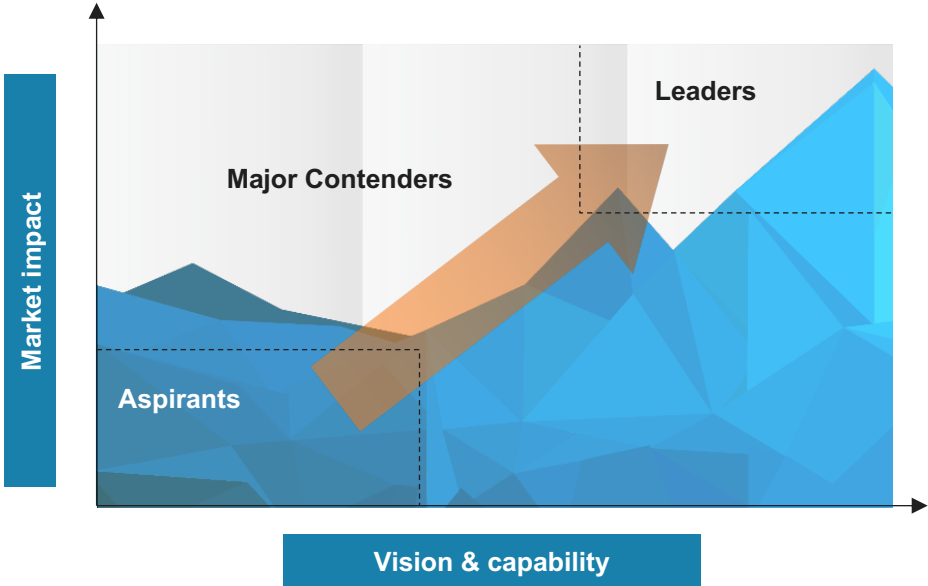 Leaders
Major Contenders
Market impact
Aspirants
Vision & capability